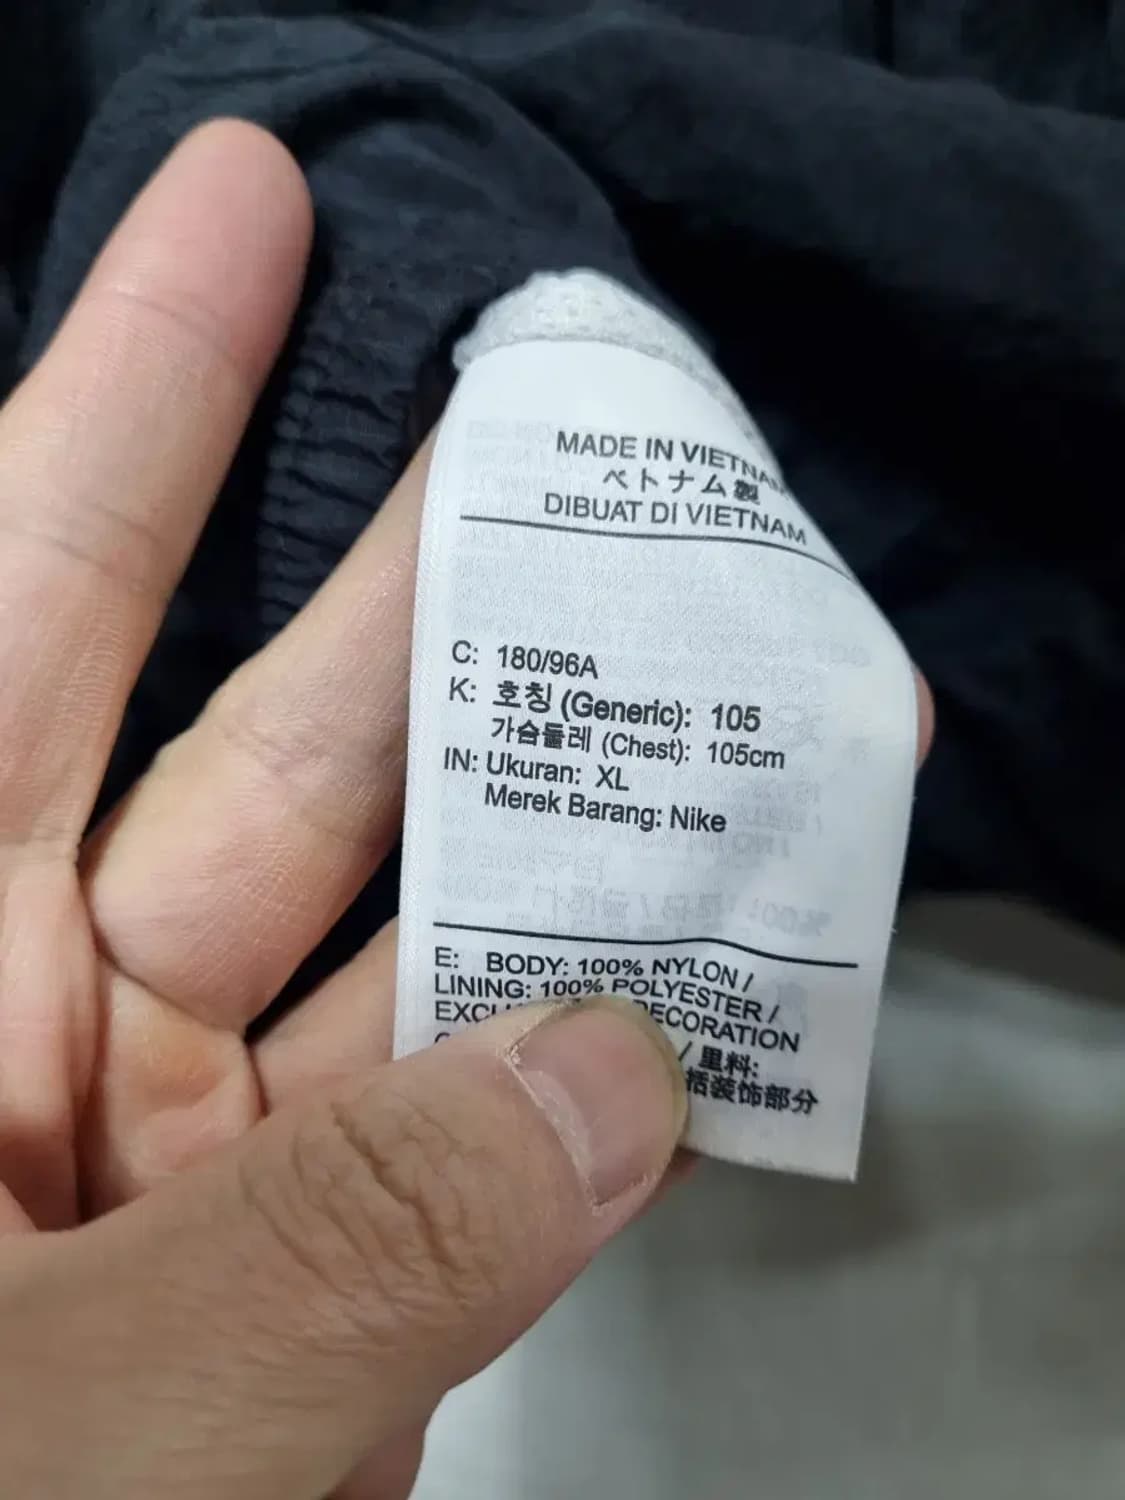 MADE IN VIETNAM
ベトナム製
DIBUAT DI VIETNAM
C: 180/96A
K: 호칭 (Generic): 105
가슴둘레 (Chest): 105cm
IN: Ukuran: XL
Merek Barang: Nike
E: BODY: 100% NYLON /
LINING: 100% POLYESTER /
DECORATION
/ 里料:
括装饰部分